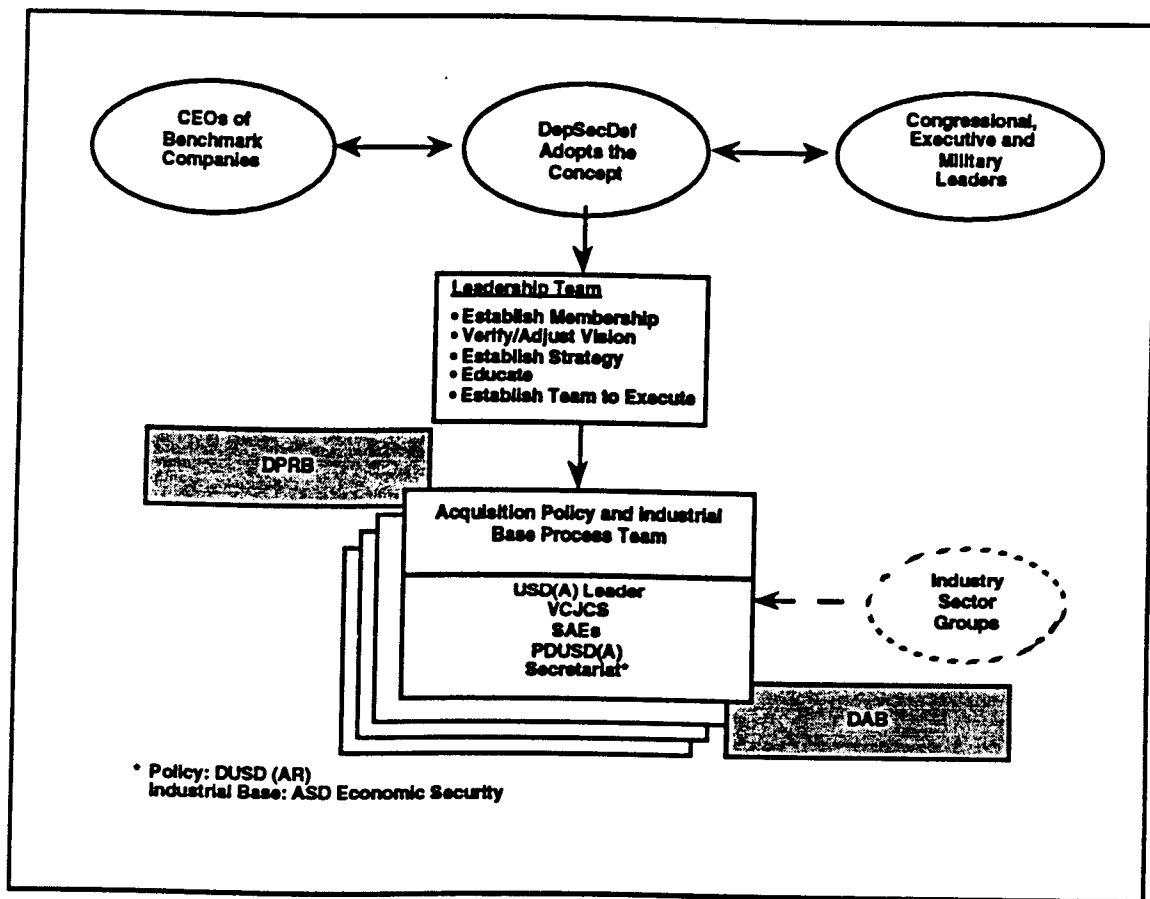 CEOs of
Benchmark
Companies
DepSecDef
Adopts the
Concept
Congressional,
Executive and
Military
Leaders
Leadership Team
• Establish Membership
• Verify/Adjust Vision
• Establish Strategy
• Educate
• Establish Team to Execute
DPRB
Acquisition Policy and Industrial
Base Process Team
USD(A) Leader
VCJCS
SAEs
PDUSD(A)
Secretariat*
Industry
Sector
Groups
DAB
* Policy: DUSD (AR)
Industrial Base: ASD Economic Security